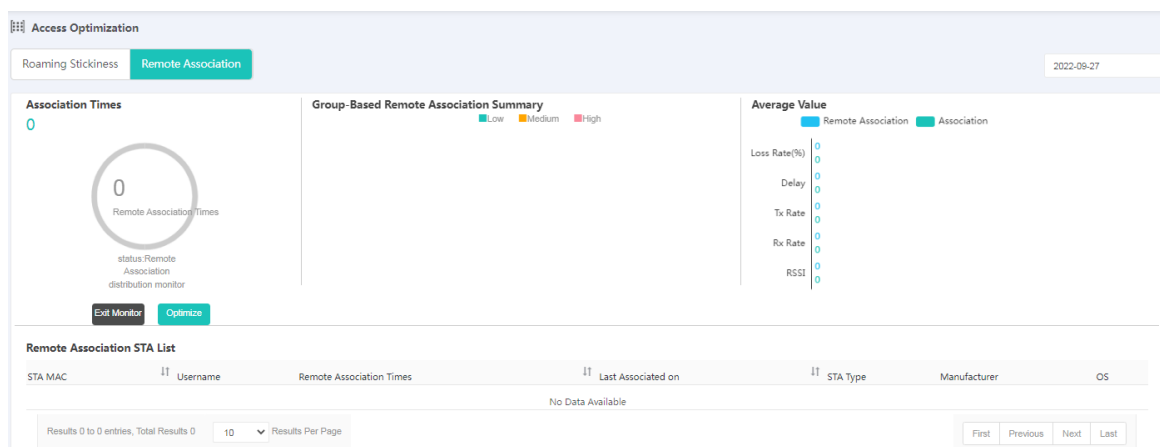 Access Optimization
Roaming Stickiness Remote Association
2022-09-27
Association Times
0
0
Remote Association Times
status:Remote
Association
distribution monitor
Exit Monitor Optimize
Group-Based Remote Association Summary
Low Medium High
Average Value
Remote Association Association
Loss Rate(%) 0
0
Delay 0
0
Tx Rate 0
0
Rx Rate 0
0
RSSI 0
0
Remote Association STA List
STA MAC Username Remote Association Times Last Associated on STA Type Manufacturer OS
No Data Available
Results 0 to 0 entries, Total Results 0 10 Results Per Page First Previous Next Last